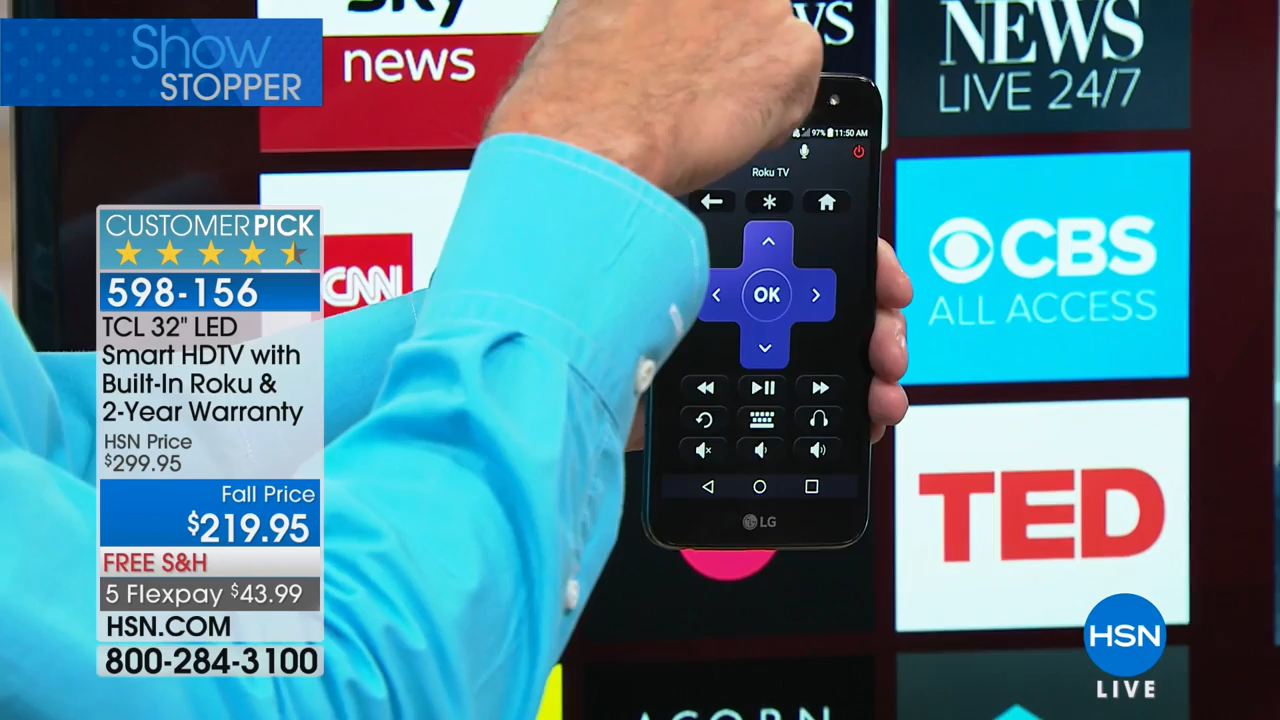 Show
STOPPER
CUSTOMER PICK
598-156
TCL 32" LED
Smart HDTV with
Built-In Roku &
2-Year Warranty
HSN Price
$299.95
Fall Price
$219.95
FREE S&H
5 Flexpay $43.99
HSN.COM
800-284-3100
sky
news
CNN
97% 11:50 AM
Roku TV
OK
LG
NEWS
LIVE 24/7
CBS
ALL ACCESS
TED
ACORN
HSN
LIVE